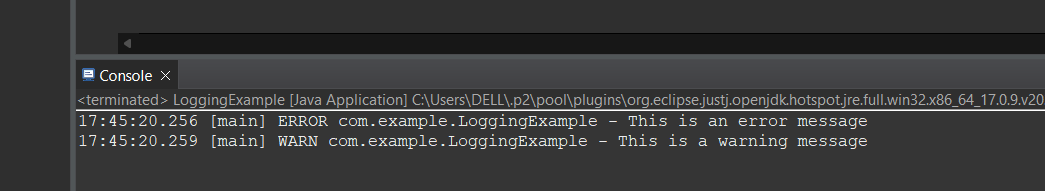 Console
<terminated> LoggingExample [Java Application] C:\Users\DELL\.p2\pool\plugins\org.eclipse.justj.openjdk.hotspot.jre.full.win32.x86_64_17.0.9.v20
17:45:20.256 [main] ERROR com.example.LoggingExample - This is an error message
17:45:20.259 [main] WARN com.example.LoggingExample - This is a warning message